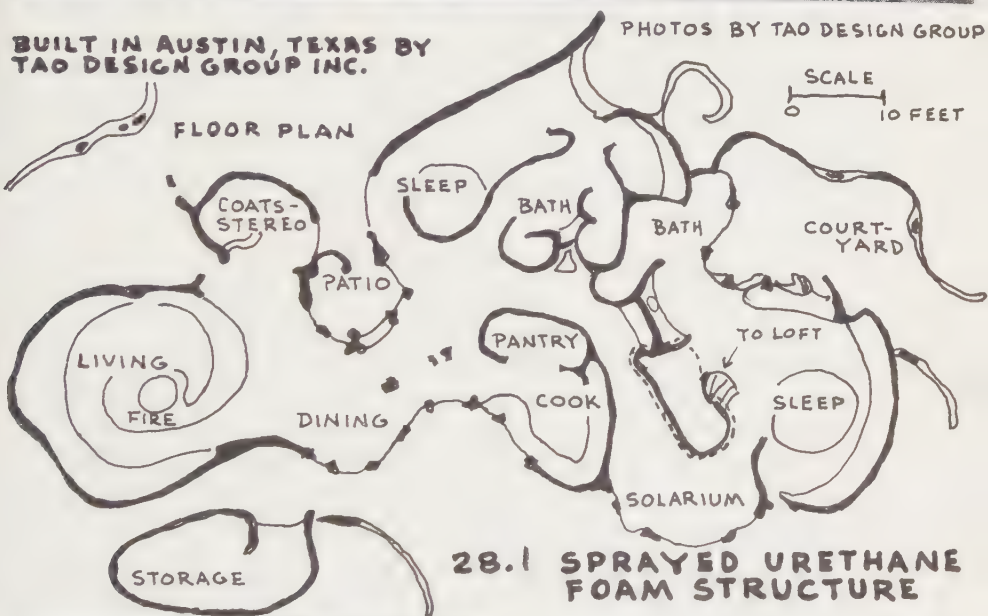 BUILT IN AUSTIN, TEXAS BY
TAO DESIGN GROUP INC.
PHOTOS BY TAO DESIGN GROUP
SCALE
0 10 FEET
FLOOR PLAN
COATS-
STEREO
SLEEP
BATH
BATH
COURT-
YARD
PATIO
LIVING
FIRE
DINING
PANTRY
COOK
TO LOFT
SLEEP
SOLARIUM
STORAGE
28.1 SPRAYED URETHANE
FOAM STRUCTURE